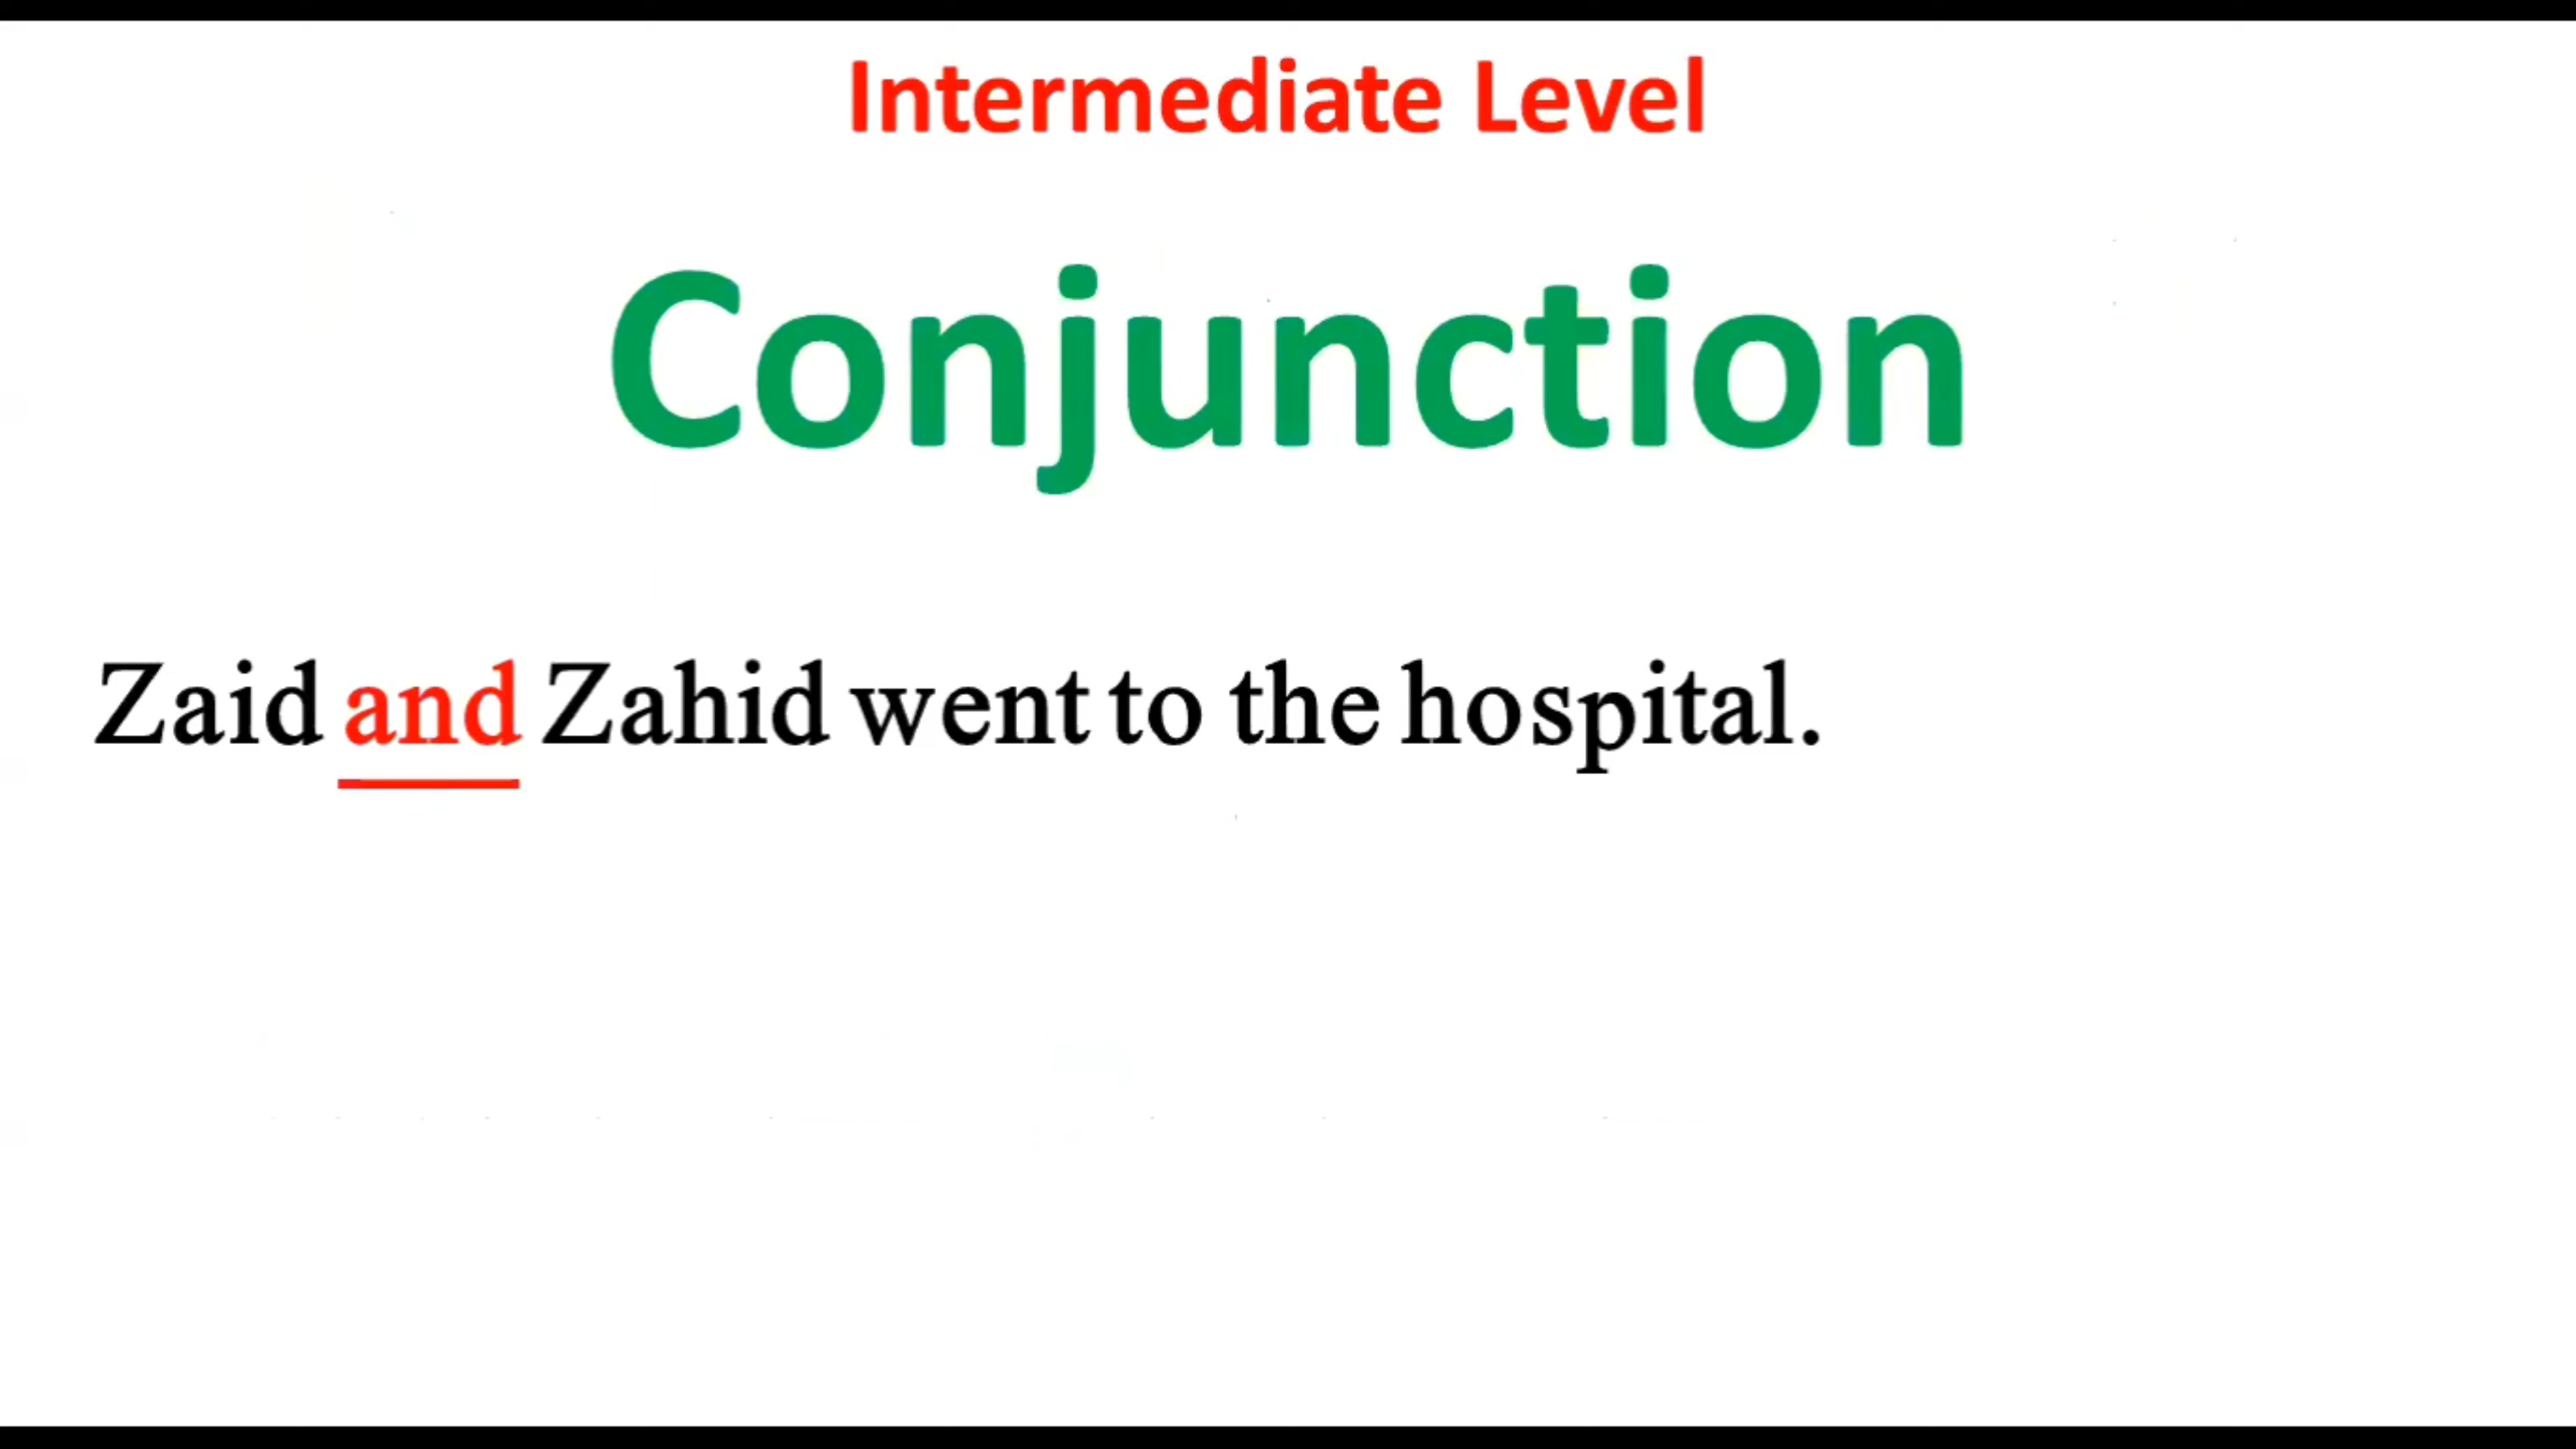 Intermediate Level
Conjunction
Zaid and Zahid went to the hospital.